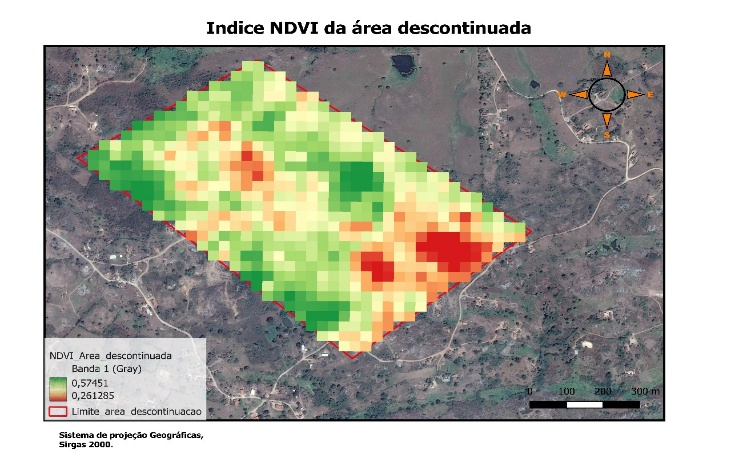 Indice NDVI da área descontinuada
N
W
E
S
NDVI_Area_descontinuada
Banda 1 (Gray)
0,57451
0,261285
Limite_area_descontinuacao
0 100 200 300 m
Sistema de projeção Geográficas,
Sirgas 2000.